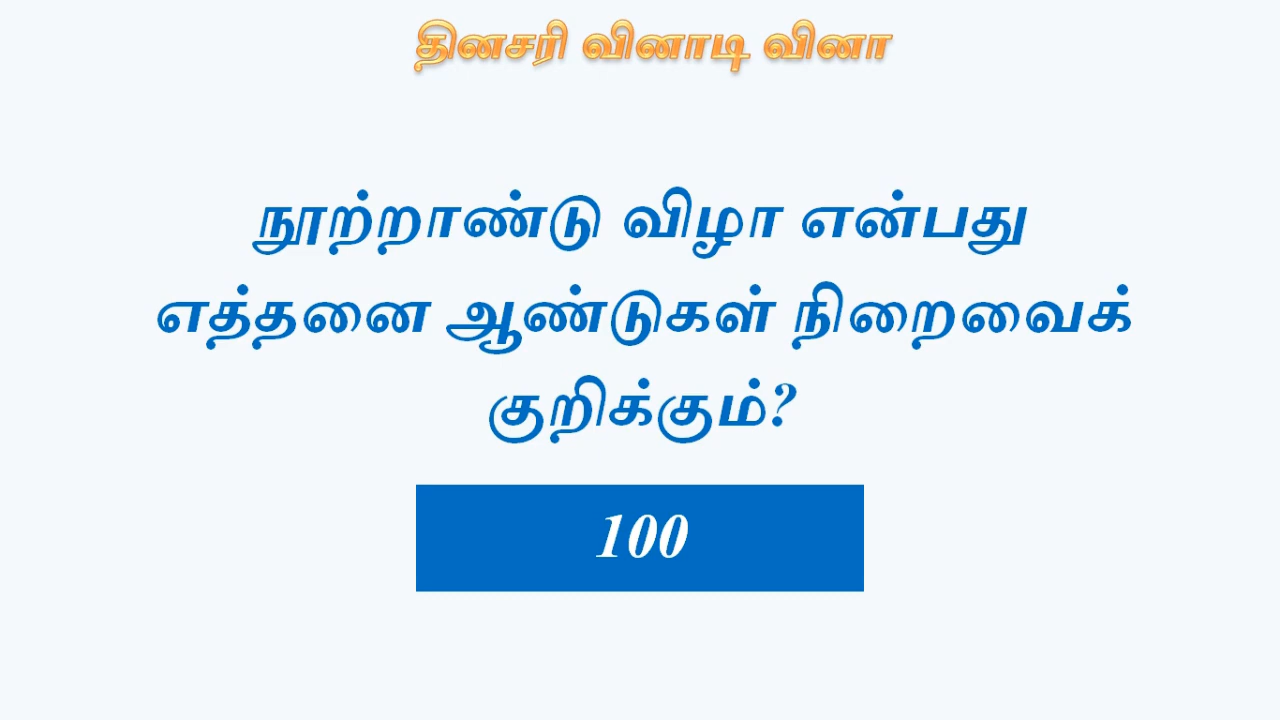 தினசரி வினாடி வினா
நூற்றாண்டு விழா என்பது
எத்தனை ஆண்டுகள் நிறைவைக்
குறிக்கும்?
100